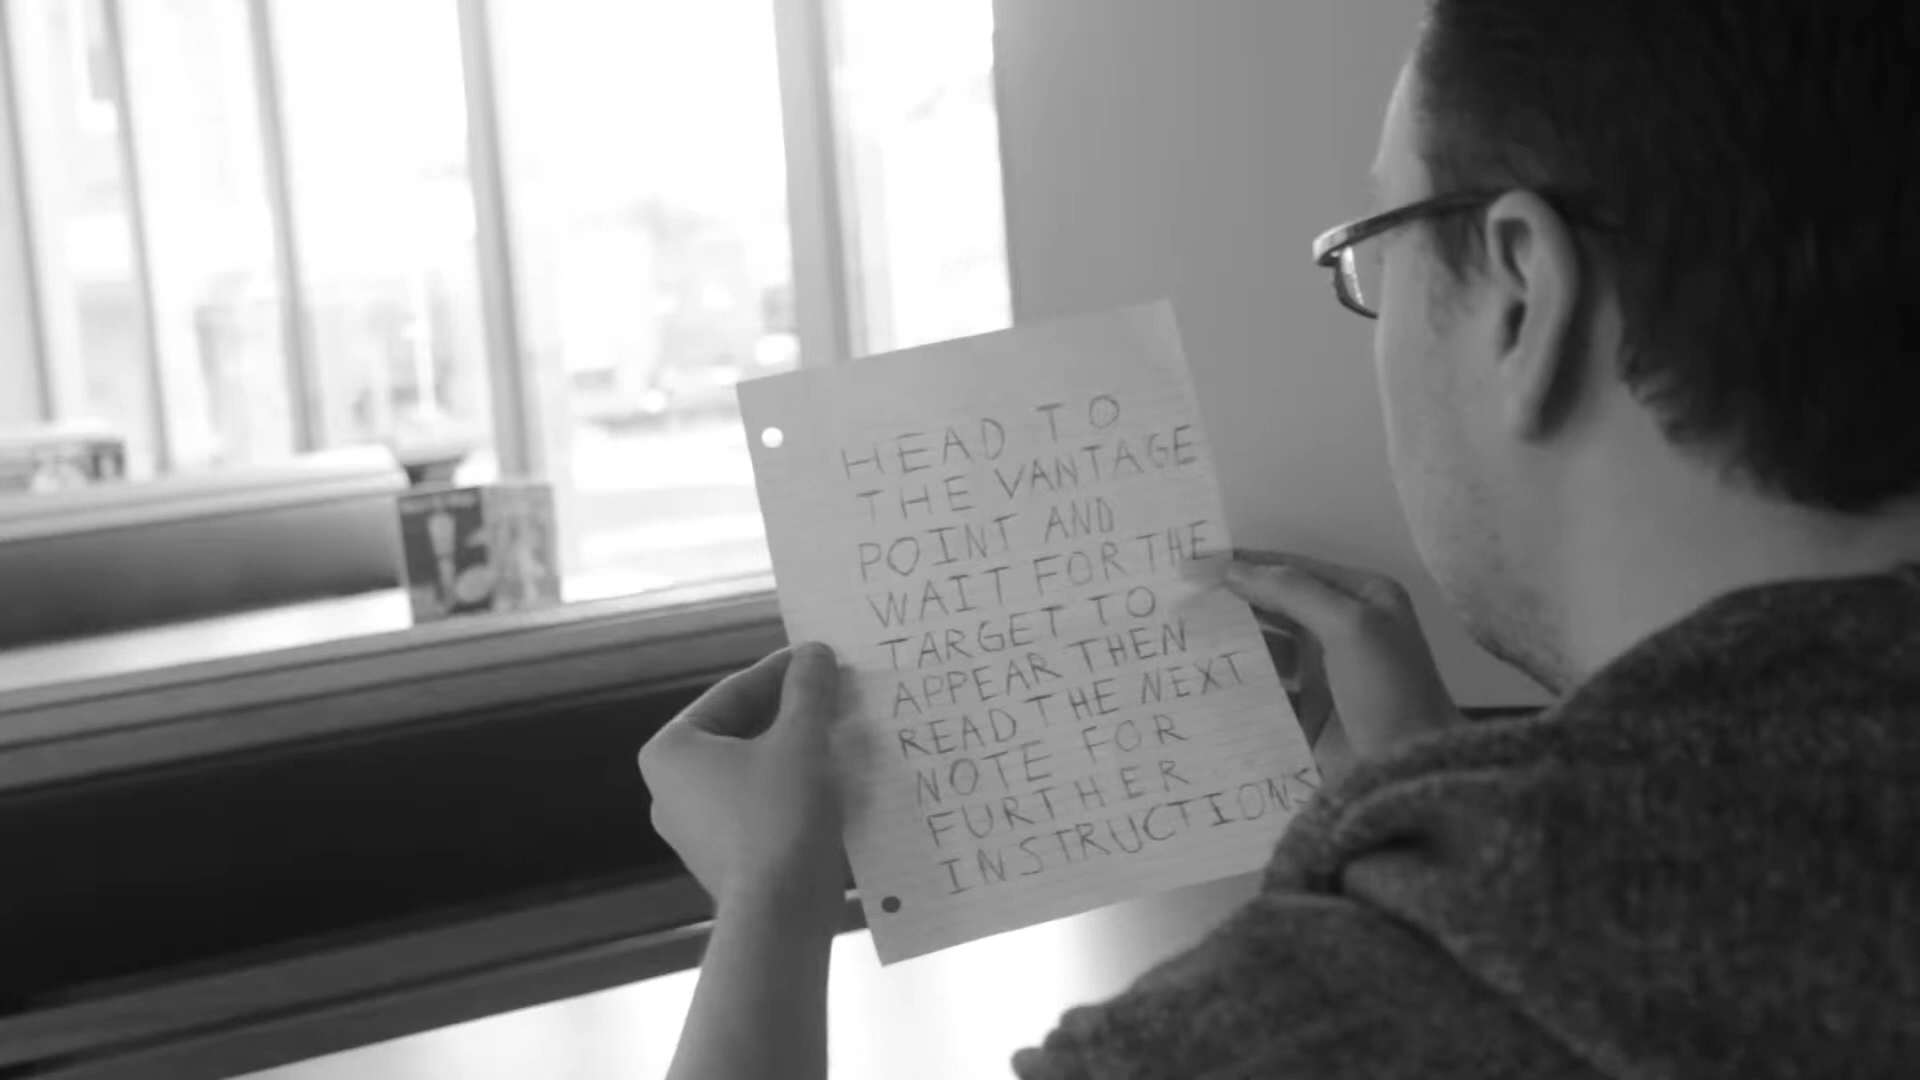 HEAD TO
THE VANTAGE
POINT AND
WAIT FOR THE
TARGET TO
APPEAR THEN
READ THE NEXT
NOTE FOR
FURTHER
INSTRUCTIONS